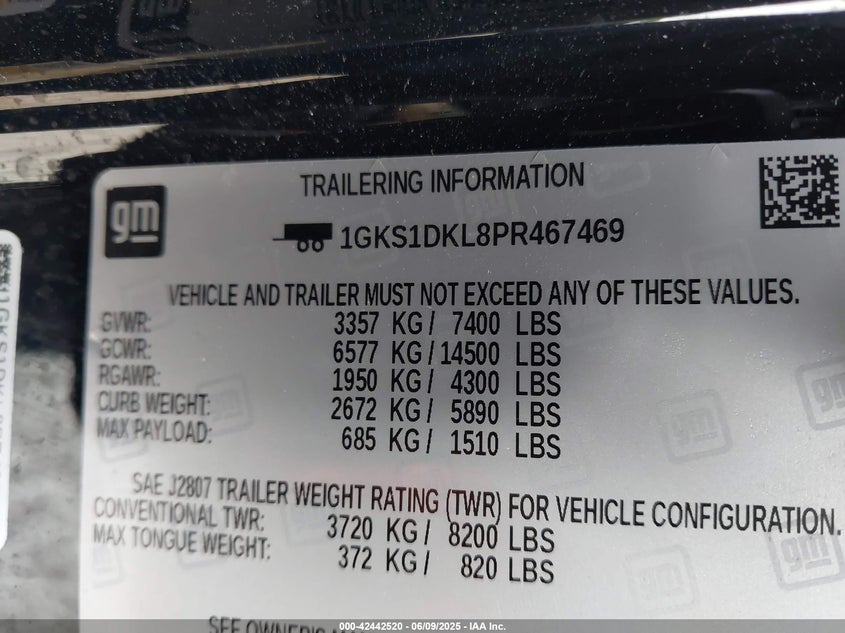 TRAILERING INFORMATION
gm
1GKS1DKL8PR467469
VEHICLE AND TRAILER MUST NOT EXCEED ANY OF THESE VALUES.
GVWR: 3357 KG/ 7400 LBS
GCWR: 6577 KG/14500 LBS
RGAWR: 1950 KG/ 4300 LBS
CURB WEIGHT: 2672 KG/ 5890 LBS
MAX PAYLOAD: 685 KG/ 1510 LBS
SAE J2807 TRAILER WEIGHT RATING (TWR) FOR VEHICLE CONFIGURATION.
CONVENTIONAL TWR: 3720 KG/ 8200 LBS
MAX TONGUE WEIGHT: 372 KG/ 820 LBS
SEE OWNER'S
000-42442520 - 06/09/2025 - IAA Inc.